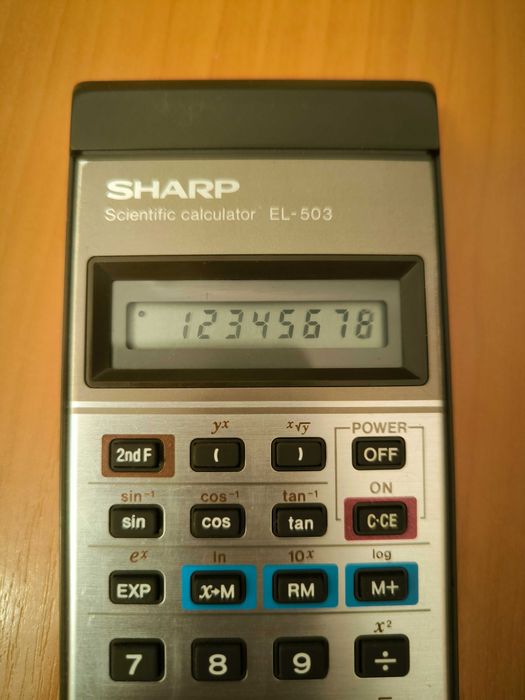 SHARP
Scientific calculator EL-503
12345678
yˣ ˣ√y POWER
2ndF ( ) OFF
sin⁻¹ cos⁻¹ tan⁻¹ ON
sin cos tan C·CE
eˣ ln 10ˣ log
EXP x→M RM M+
x²
7 8 9 ÷